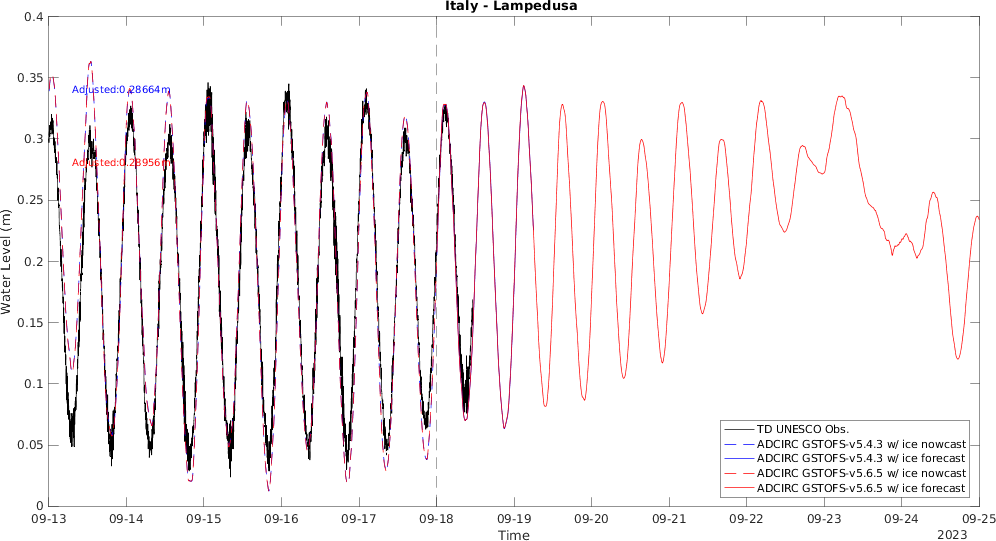 Italy - Lampedusa
0.4
0.35
0.3
0.25
0.2
0.15
0.1
0.05
0
Water Level (m)
Adjusted:0.28664m
Adjusted:0.28956m
TD UNESCO Obs.
ADCIRC GSTOFS-v5.4.3 w/ ice nowcast
ADCIRC GSTOFS-v5.4.3 w/ ice forecast
ADCIRC GSTOFS-v5.6.5 w/ ice nowcast
ADCIRC GSTOFS-v5.6.5 w/ ice forecast
09-13 09-14 09-15 09-16 09-17 09-18 09-19 09-20 09-21 09-22 09-23 09-24 09-25
Time
2023